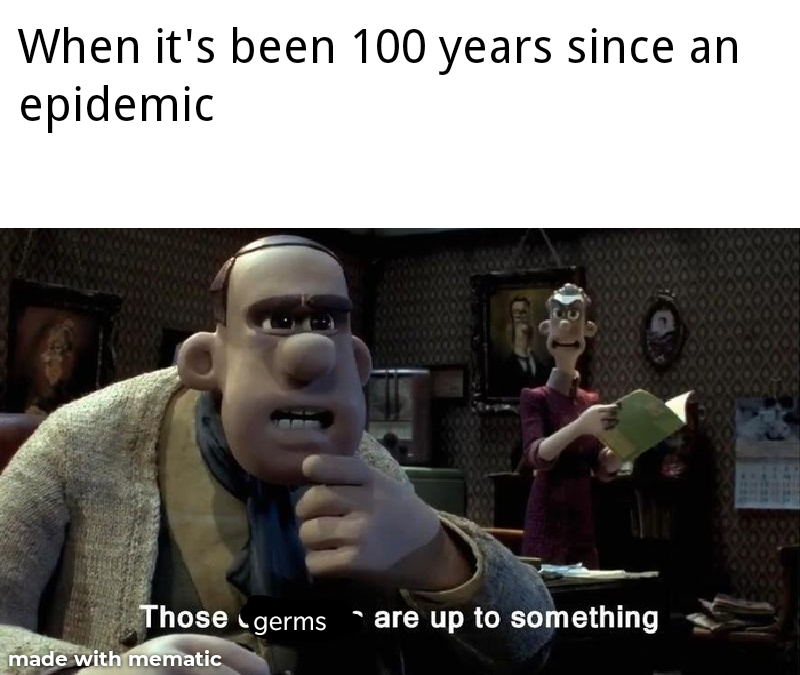 When it's been 100 years since an
epidemic
Those germs are up to something
made with mematic